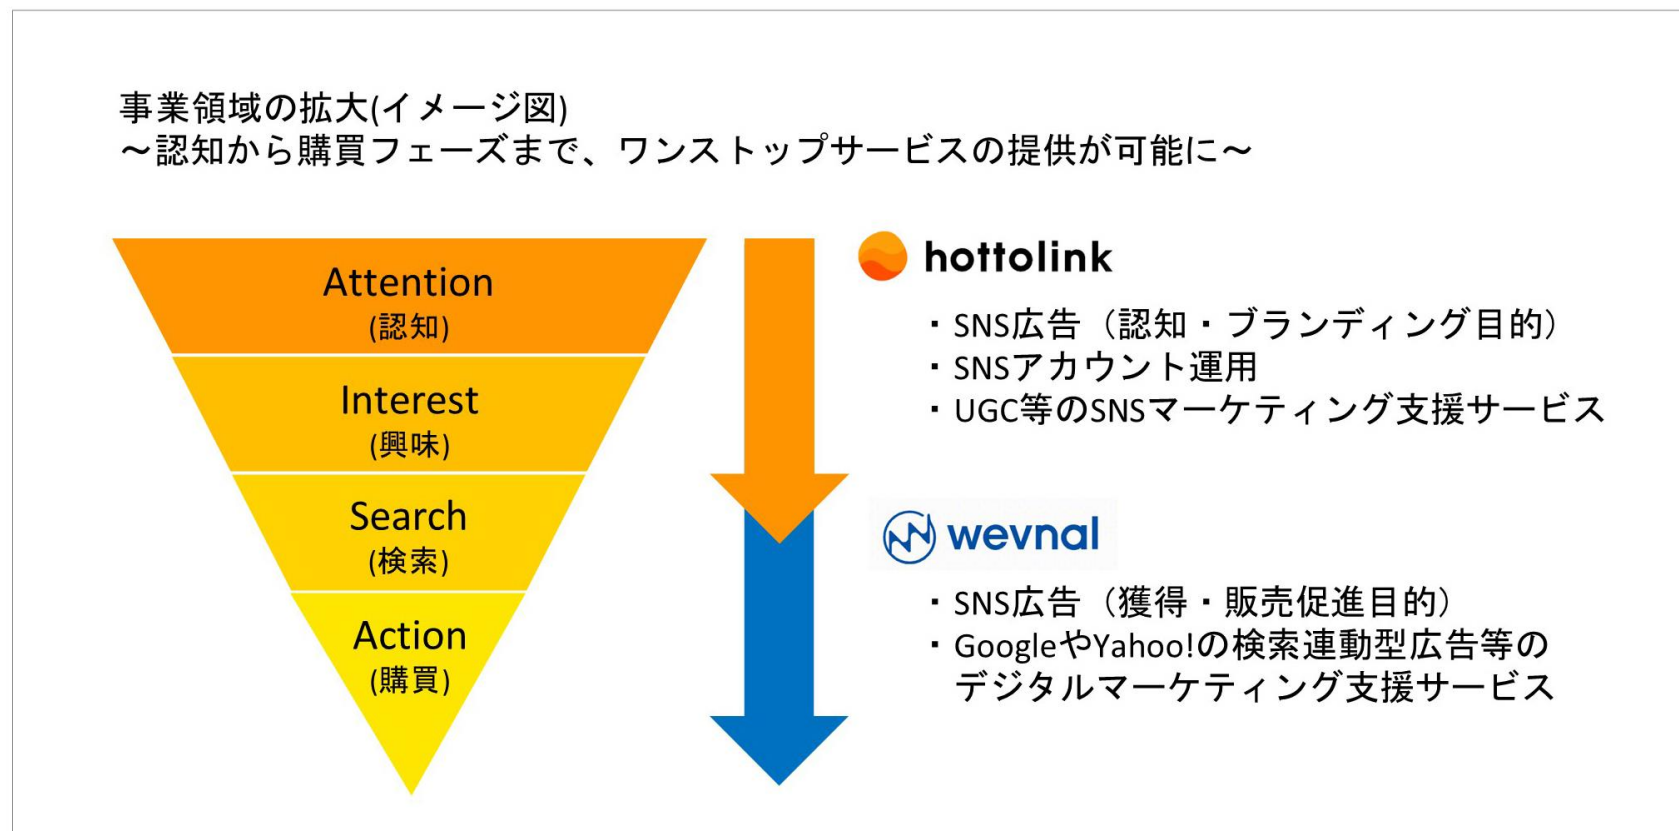 事業領域の拡大(イメージ図)
～認知から購買フェーズまで、ワンストップサービスの提供が可能に～
Attention
(認知)
Interest
(興味)
Search
(検索)
Action
(購買)
hottolink
・SNS広告（認知・ブランディング目的）
・SNSアカウント運用
・UGC等のSNSマーケティング支援サービス
wevnal
・SNS広告（獲得・販売促進目的）
・GoogleやYahoo!の検索連動型広告等の
デジタルマーケティング支援サービス